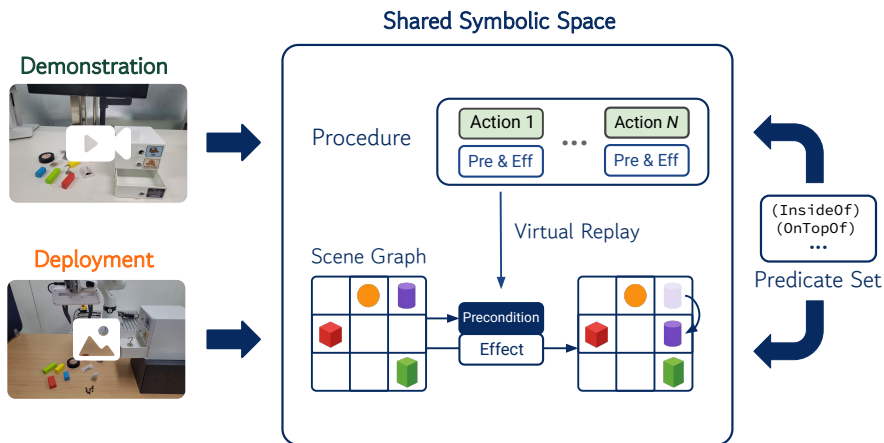 Shared Symbolic Space
Demonstration
Procedure
Action 1
...
Action N
Pre & Eff
Pre & Eff
Virtual Replay
(InsideOf)
(OnTopOf)
...
Predicate Set
Deployment
Scene Graph
Precondition
Effect